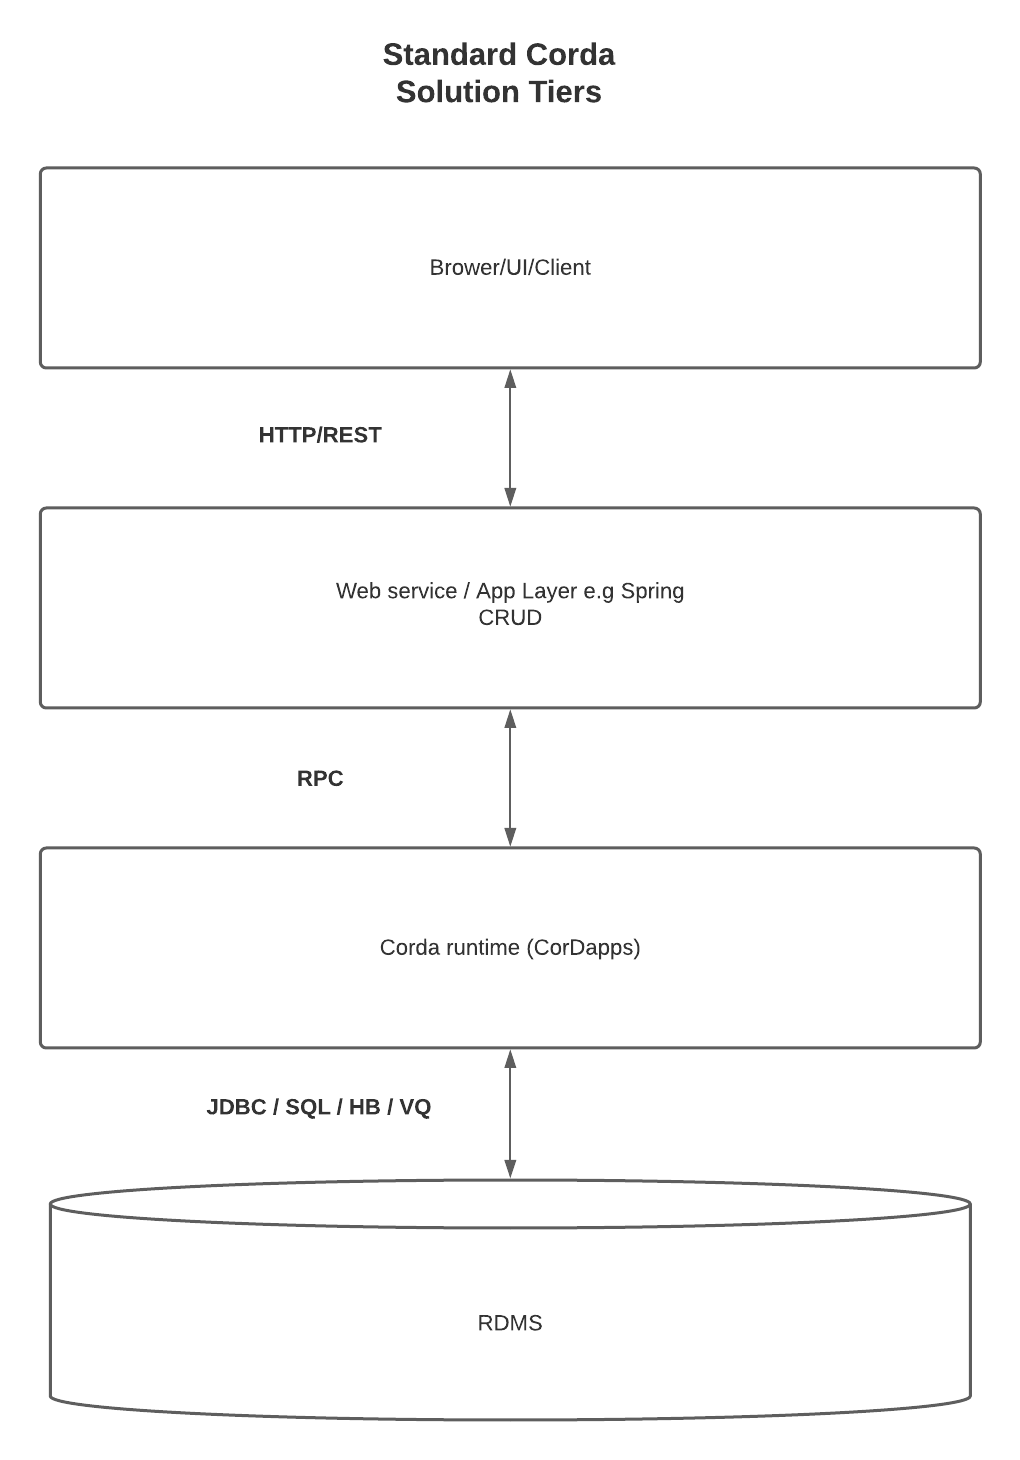 Standard Corda
Solution Tiers
Brower/UI/Client
HTTP/REST
Web service / App Layer e.g Spring
CRUD
RPC
Corda runtime (CorDapps)
JDBC / SQL / HB / VQ
RDMS